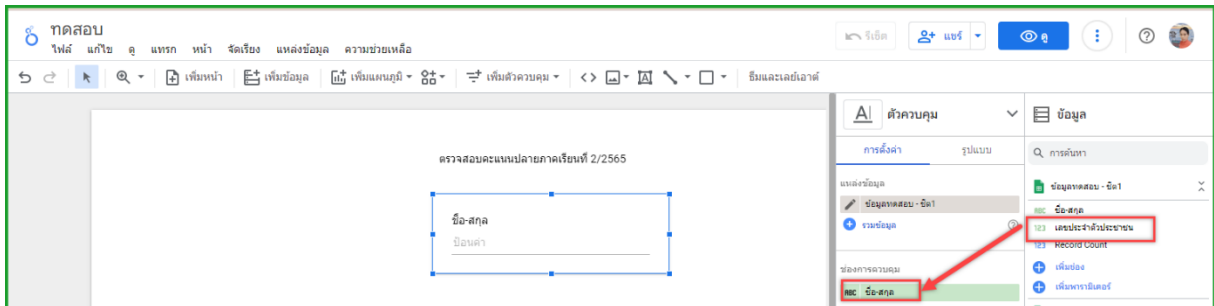 ทดสอบ
ไฟล์ แก้ไข ดู แทรก หน้า จัดเรียง แหล่งข้อมูล ความช่วยเหลือ
รีเซ็ต แชร์ ดู
เพิ่มหน้า เพิ่มข้อมูล เพิ่มแผนภูมิ เพิ่มตัวควบคุม ธีมและเลย์เอาต์
ตัวควบคุม
การตั้งค่า รูปแบบ
แหล่งข้อมูล
ข้อมูลทดสอบ - ชีต1
รวมข้อมูล
ช่องการควบคุม
ABC ชื่อ-สกุล
ข้อมูล
การค้นหา
ข้อมูลทดสอบ - ชีต1
ABC ชื่อ-สกุล
123 เลขประจำตัวประชาชน
123 Record Count
เพิ่มช่อง
เพิ่มพารามิเตอร์
ตรวจสอบคะแนนปลายภาคเรียนที่ 2/2565
ชื่อ-สกุล
ป้อนค่า